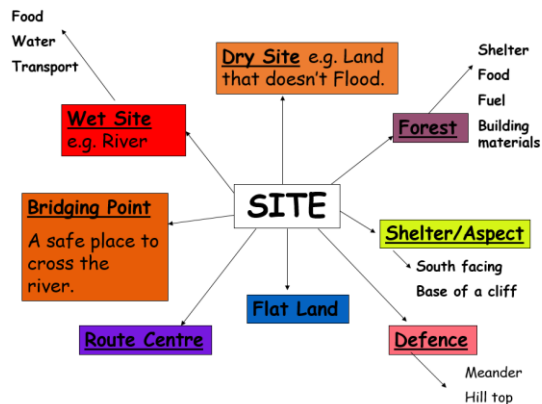 Food
Water
Transport
Dry Site e.g. Land
that doesn't Flood.
Shelter
Food
Fuel
Building
materials
Wet Site
e.g. River
Forest
Bridging Point
A safe place to
cross the
river.
SITE
Shelter/Aspect
South facing
Base of a cliff
Flat Land
Route Centre
Defence
Meander
Hill top